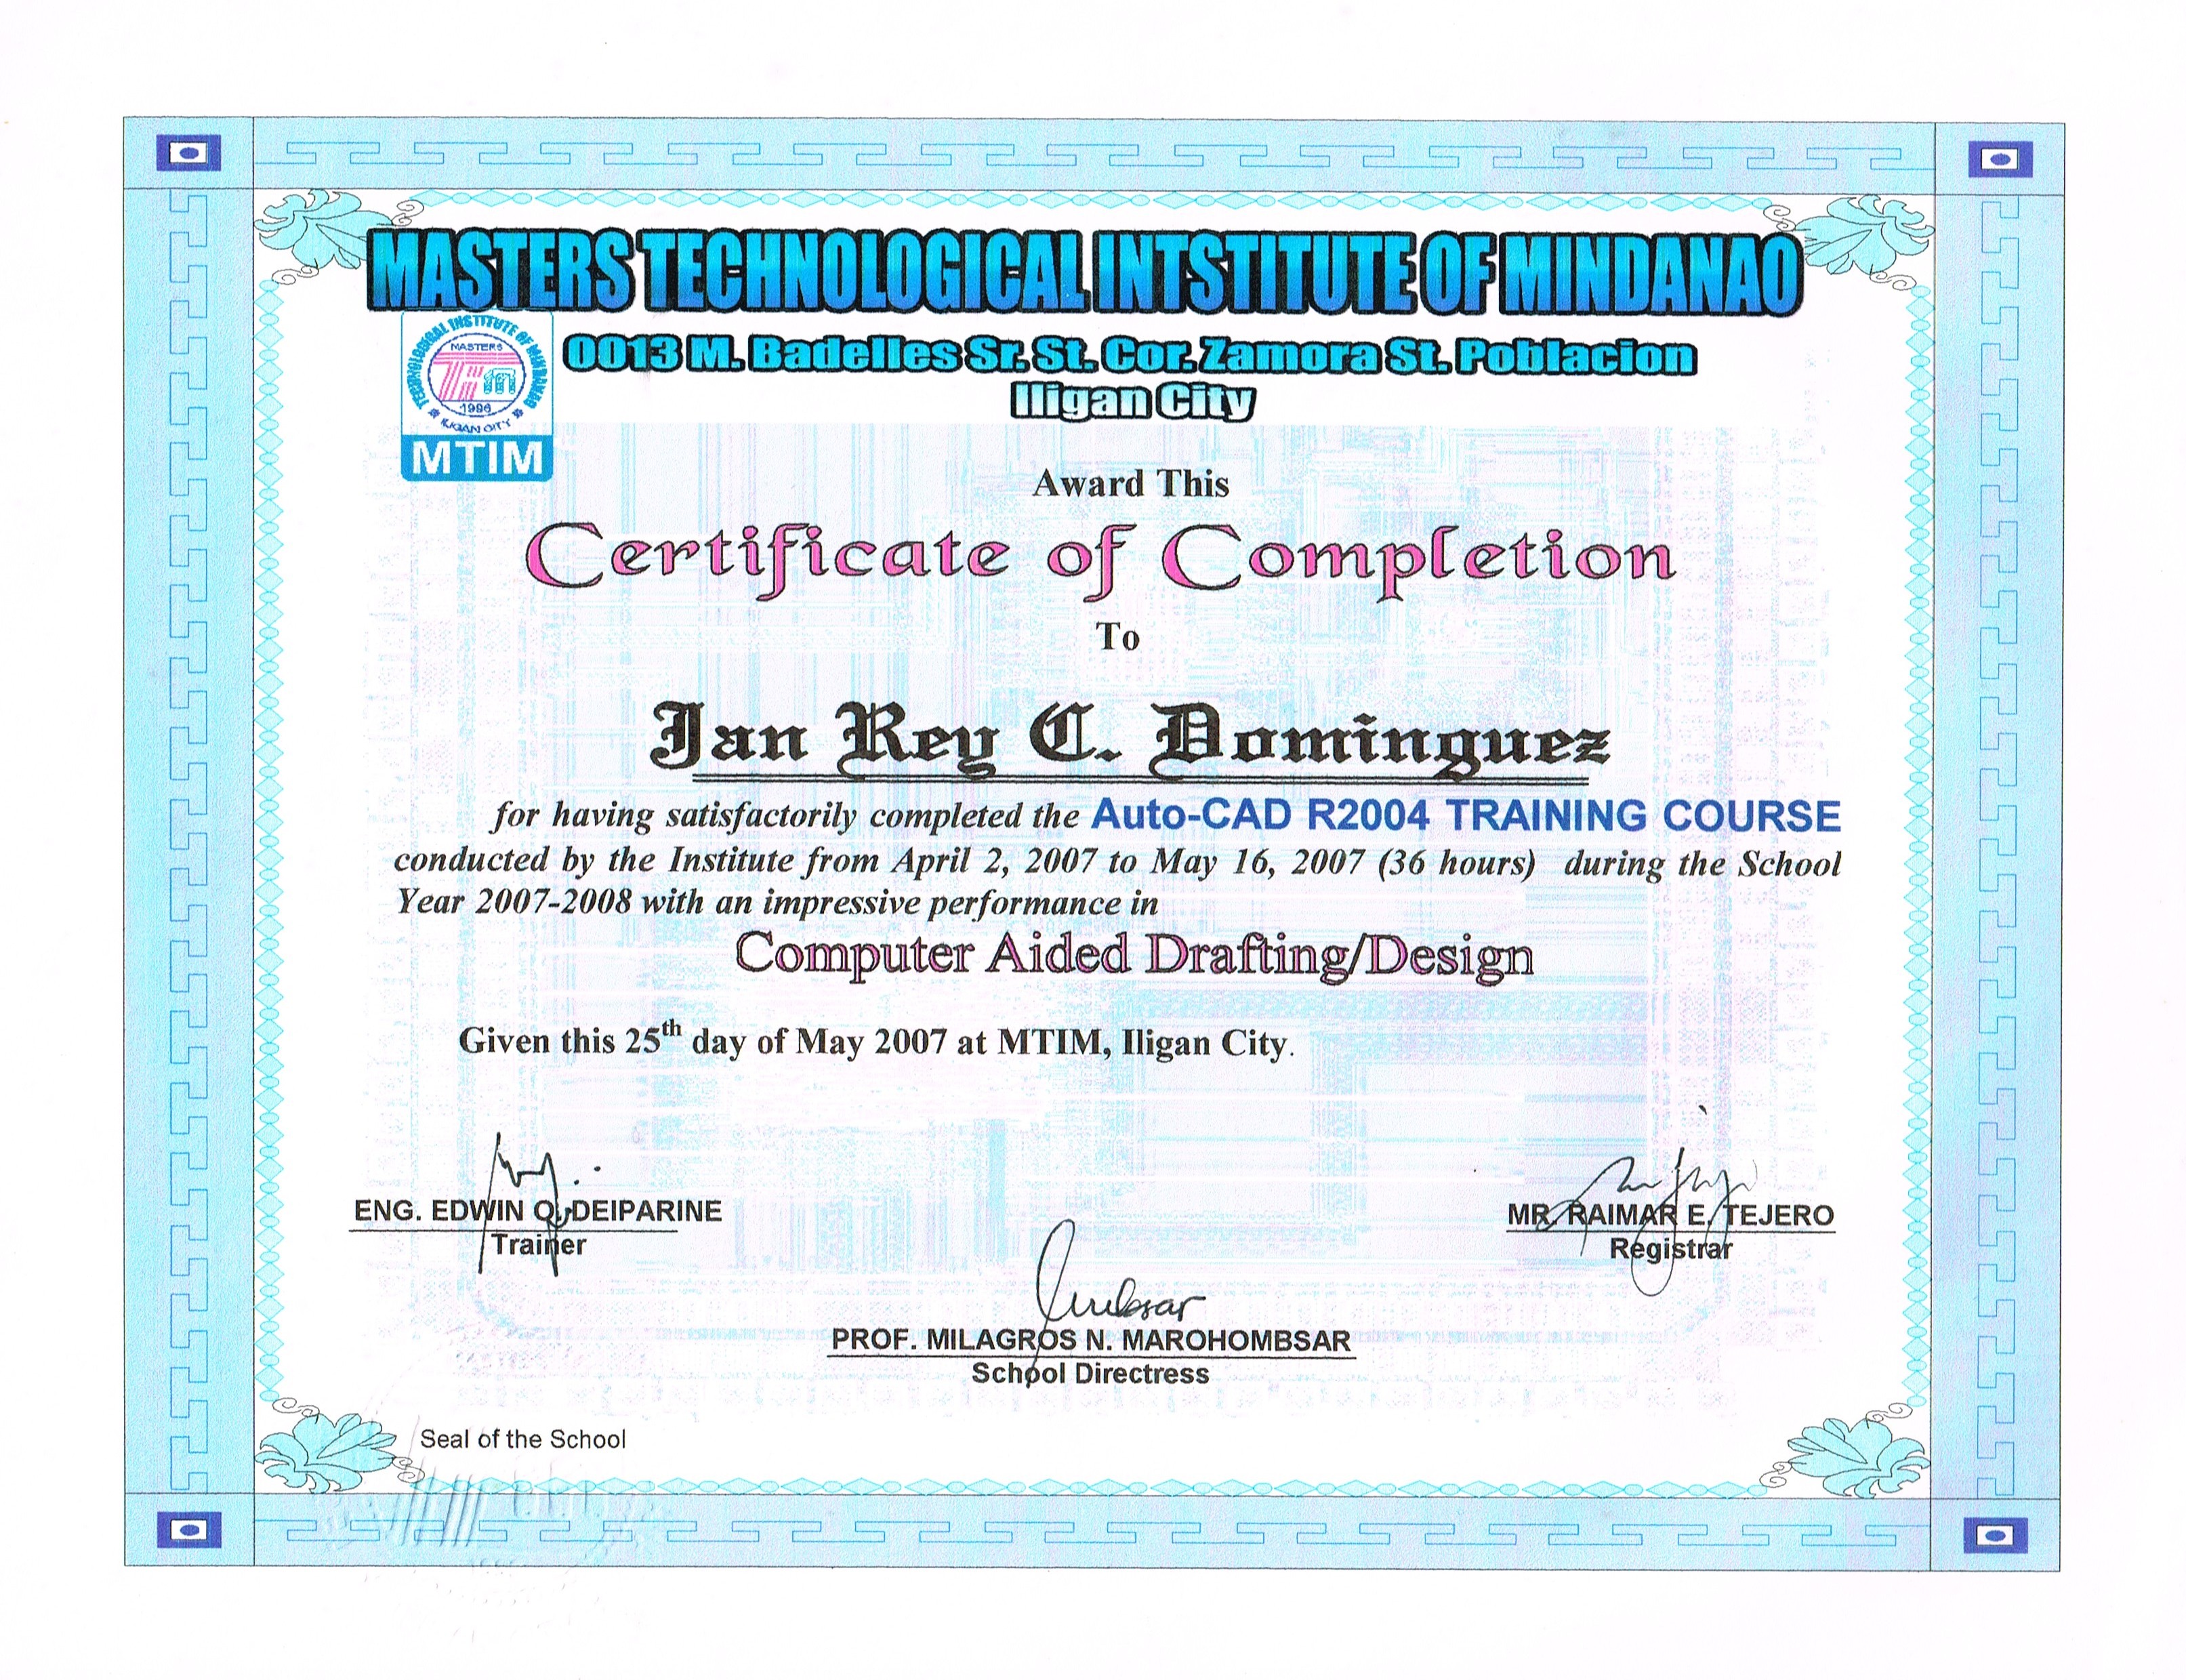 MASTERS TECHNOLOGICAL INTSTITUTE OF MINDANAO
TECHNOLOGICAL INSTITUTE OF MINDANAO
MASTERS
1996
ILIGAN CITY
MTIM
0013 M. Badelles Sr. St. Cor. Zamora St. Poblacion
Iligan City
Award This
Certificate of Completion
To
Jan Rey C. Dominguez
for having satisfactorily completed the Auto-CAD R2004 TRAINING COURSE
conducted by the Institute from April 2, 2007 to May 16, 2007 (36 hours) during the School
Year 2007-2008 with an impressive performance in
Computer Aided Drafting/Design
Given this 25th day of May 2007 at MTIM, Iligan City.
ENG. EDWIN Q. DEIPARINE
Trainer
MR. RAIMAR E. TEJERO
Registrar
PROF. MILAGROS N. MAROHOMBSAR
School Directress
Seal of the School